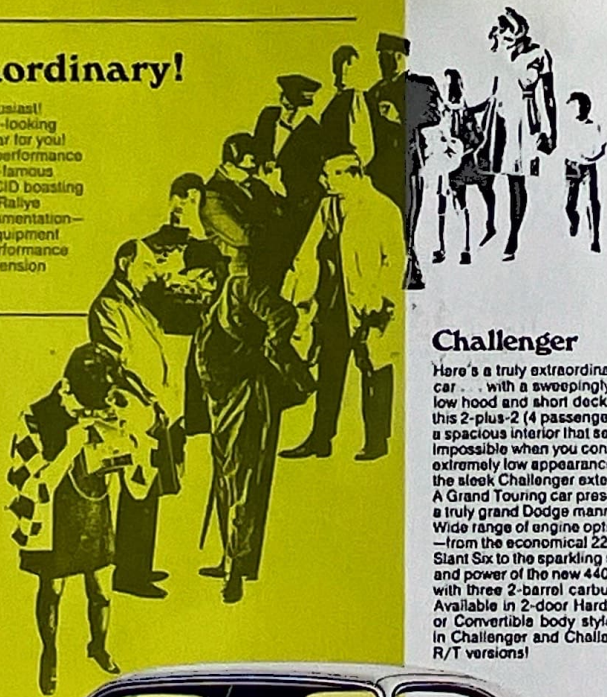 ordinary!
usiast!
-looking
ar for you!
performance
-famous
CID boasting
Rallye
mentation—
quipment
rformance
ension
Challenger
Here's a truly extraordina
car . . . with a sweepingly
low hood and short deck
this 2-plus-2 (4 passenge
a spacious interior that se
impossible when you con
extremely low appearanc
the sleek Challenger exte
A Grand Touring car pres
a truly grand Dodge mann
Wide range of engine opt
—from the economical 22
Slant Six to the sparkling
and power of the new 440
with three 2-barrel carbu
Available in 2-door Hard
or Convertible body style
in Challenger and Challe
R/T versions!